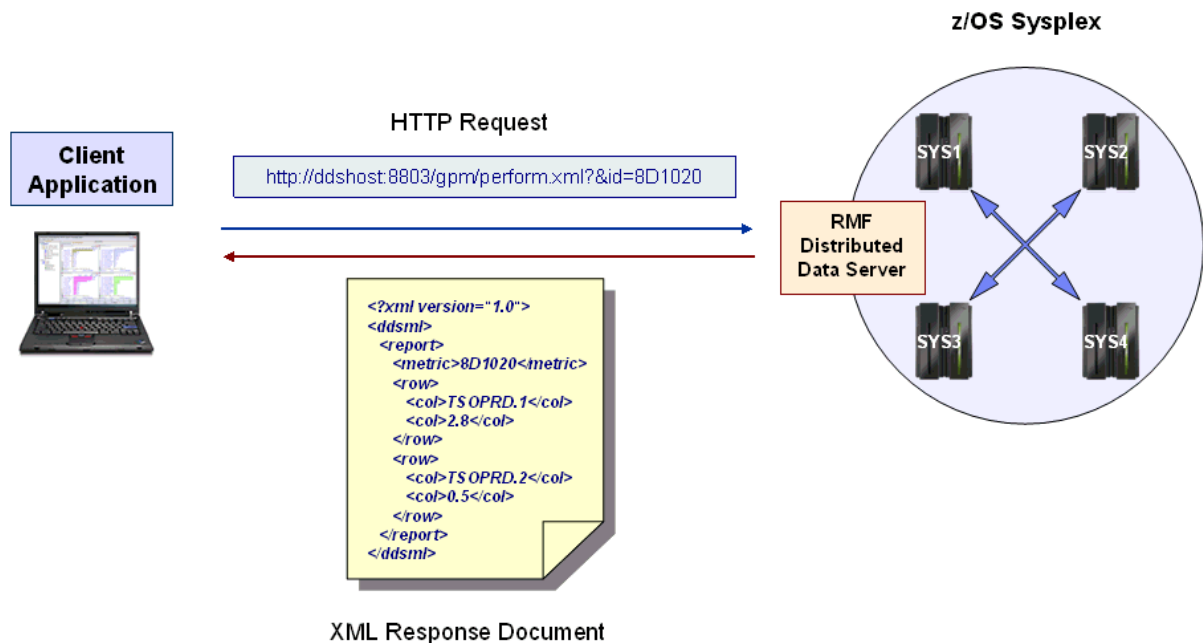 z/OS Sysplex
HTTP Request
Client
Application
http://ddshost:8803/gpm/perform.xml?&id=8D1020
SYS1
SYS2
RMF
Distributed
Data Server
SYS3
SYS4
<?xml version="1.0">
<ddsml>
<report>
<metric>8D1020</metric>
<row>
<col>TSOPRD.1</col>
<col>2.8</col>
</row>
<row>
<col>TSOPRD.2</col>
<col>0.5</col>
</row>
</report>
</ddsml>
XML Response Document